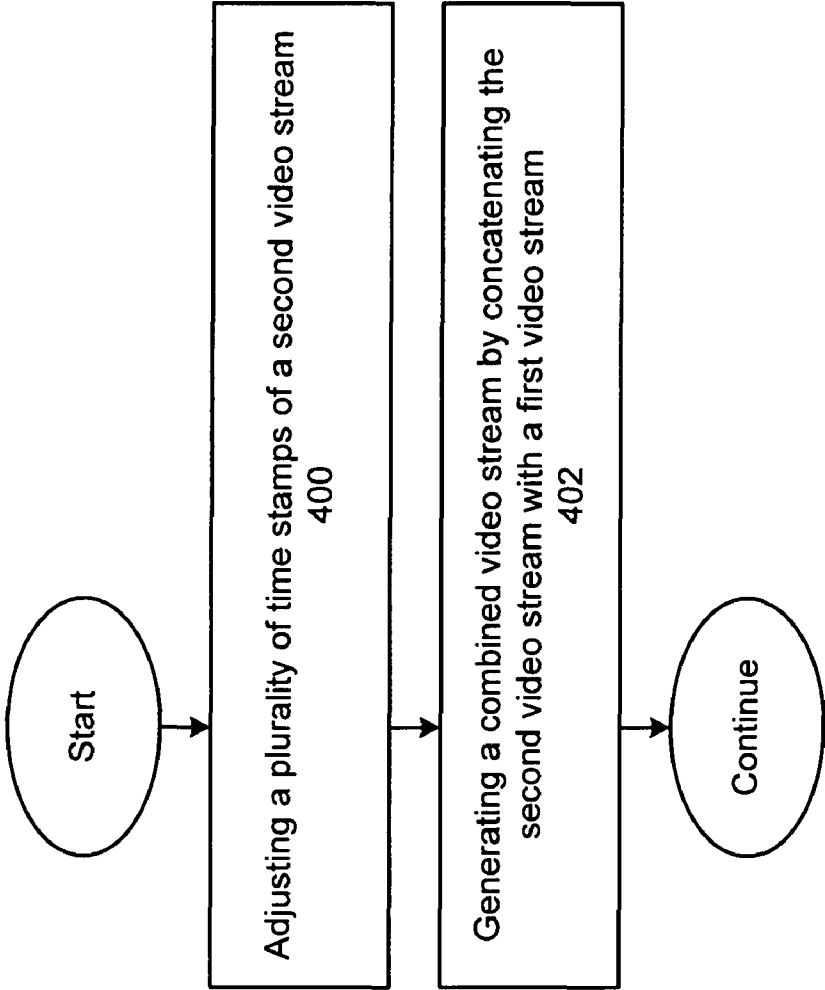 Start
Adjusting a plurality of time stamps of a second video stream
400
Generating a combined video stream by concatenating the
second video stream with a first video stream
402
Continue